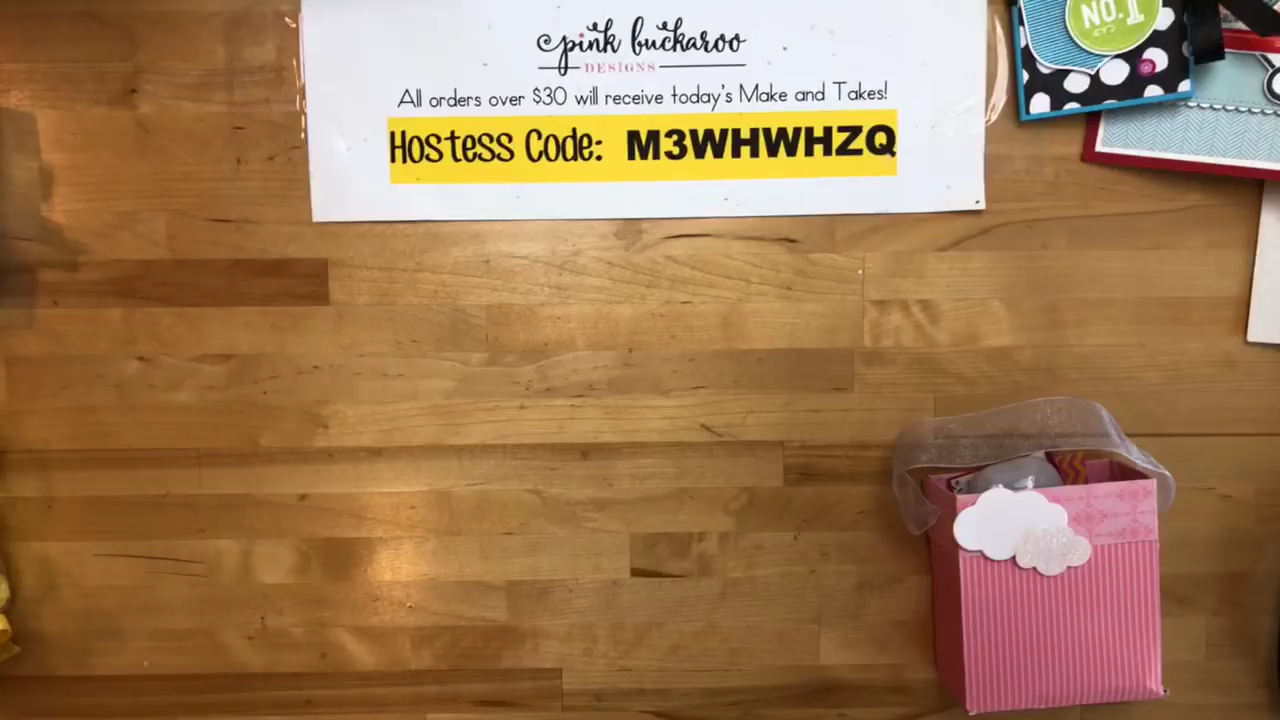 pink buckaroo
DESIGNS
All orders over $30 will receive today's Make and Takes!
Hostess Code: M3WHWHZQ
NO.1